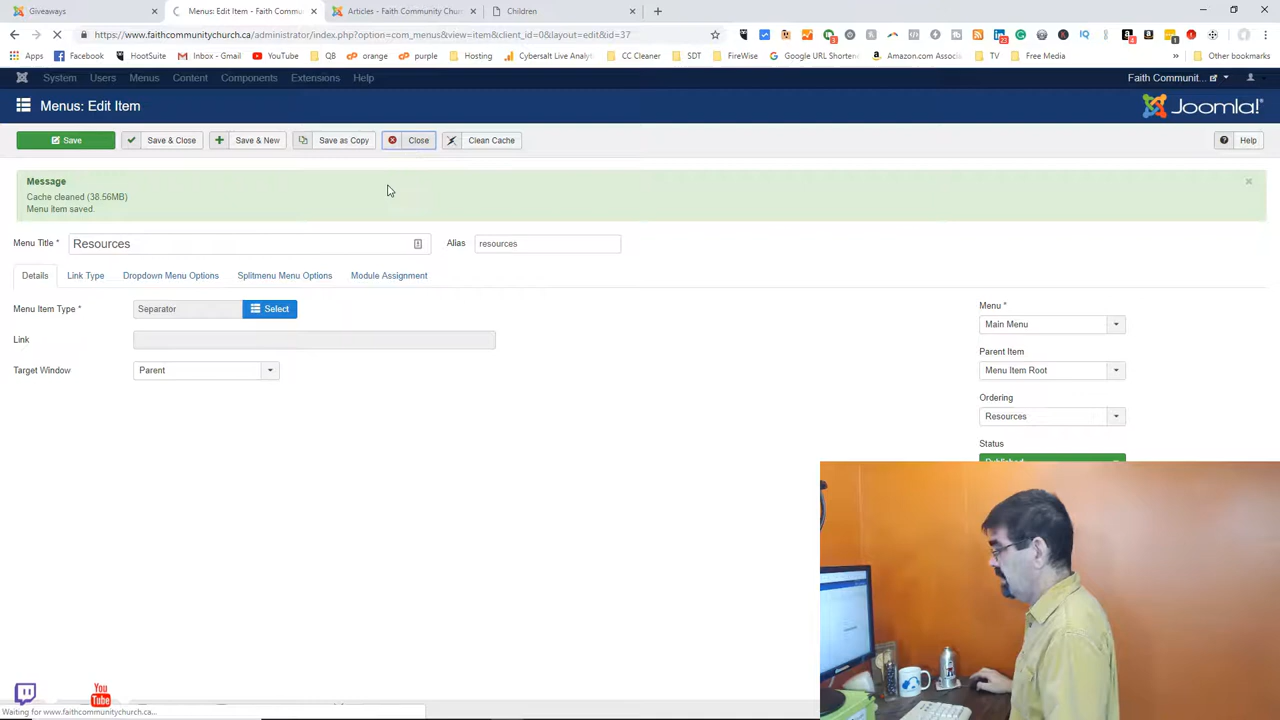 Giveaways
Menus: Edit Item - Faith Commu
Articles - Faith Community Chur
Children
https://www.faithcommunitychurch.ca/administrator/index.php?option=com_menus&view=item&client_id=0&layout=edit&id=37
Apps Facebook HootSuite Inbox - Gmail QB orange purple Hosting Cybersalt Live Analy CC Cleaner SDT FireWise Google URL Shortene Amazon.com Associ TV Free Media Other bookmarks
System Users Menus Content Components Extensions Help Faith Communit...
Menus: Edit Item Joomla!
Save Save & Close Save & New Save as Copy Close Clean Cache Help
Message
Cache cleaned (38.56MB)
Menu item saved.
Menu Title * Resources Alias resources
Details Link Type Dropdown Menu Options Splitmenu Menu Options Module Assignment
Menu Item Type * Separator Select
Link
Target Window Parent
Menu *
Main Menu
Parent Item
Menu Item Root
Ordering
Resources
Status
You
Tube
Waiting for www.faithcommunitychurch.ca...